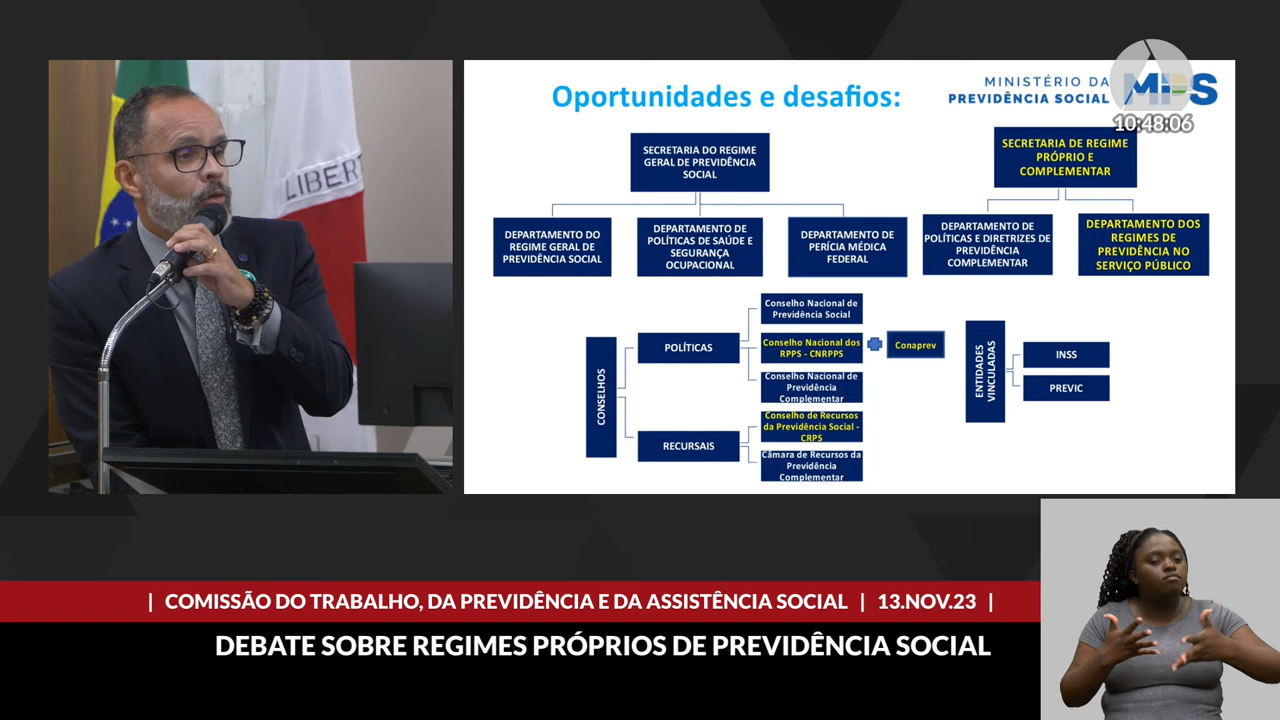 LIBERT
Oportunidades e desafios:
MINISTÉRIO DA
PREVIDÊNCIA SOCIAL
MPS
10:48:06
SECRETARIA DO REGIME
GERAL DE PREVIDÊNCIA
SOCIAL
SECRETARIA DE REGIME
PRÓPRIO E
COMPLEMENTAR
DEPARTAMENTO DO
REGIME GERAL DE
PREVIDÊNCIA SOCIAL
DEPARTAMENTO DE
POLÍTICAS DE SAÚDE E
SEGURANÇA
OCUPACIONAL
DEPARTAMENTO DE
PERÍCIA MÉDICA
FEDERAL
DEPARTAMENTO DE
POLÍTICAS E DIRETRIZES DE
PREVIDÊNCIA
COMPLEMENTAR
DEPARTAMENTO DOS
REGIMES DE
PREVIDÊNCIA NO
SERVIÇO PÚBLICO
CONSELHOS
POLÍTICAS
Conselho Nacional de
Previdência Social
Conselho Nacional dos
RPPS - CNRPPS
Conaprev
Conselho Nacional de
Previdência
Complementar
RECURSAIS
Conselho de Recursos
da Previdência Social -
CRPS
Câmara de Recursos da
Previdência
Complementar
ENTIDADES
VINCULADAS
INSS
PREVIC
| COMISSÃO DO TRABALHO, DA PREVIDÊNCIA E DA ASSISTÊNCIA SOCIAL | 13.NOV.23 |
DEBATE SOBRE REGIMES PRÓPRIOS DE PREVIDÊNCIA SOCIAL